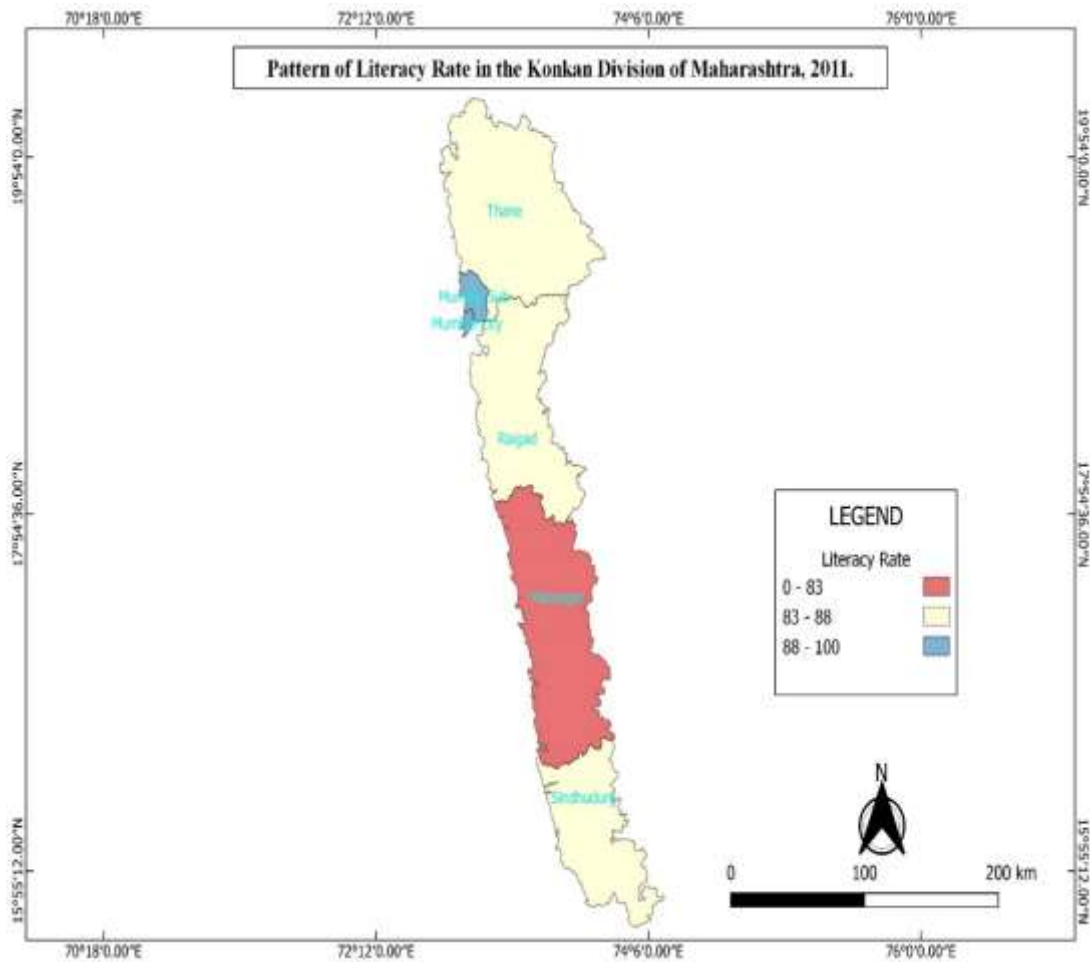 70°18'0.00"E 72°12'0.00"E 74°6'0.00"E 76°0'0.00"E
Pattern of Literacy Rate in the Konkan Division of Maharashtra, 2011.
19°54'0.00"N 19°54'0.00"N
Thane
Raigad
17°54'36.00"N 17°54'36.00"N
LEGEND
Literacy Rate
0 - 83
83 - 88
88 - 100
Sindhudurg
N
0 100 200 km
15°55'12.00"N 15°55'12.00"N
70°18'0.00"E 72°12'0.00"E 74°6'0.00"E 76°0'0.00"E